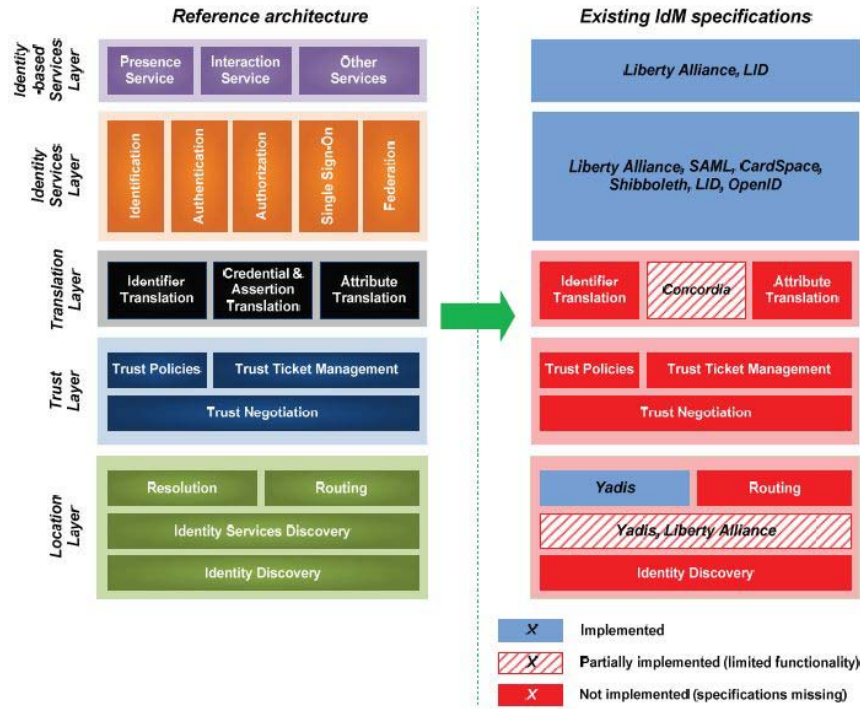 Reference architecture
Existing IdM specifications
Identity
-based
Services
Layer
Presence
Service
Interaction
Service
Other
Services
Liberty Alliance, LID
Identity
Services
Layer
Identification
Authentication
Authorization
Single Sign-On
Federation
Liberty Alliance, SAML, CardSpace,
Shibboleth, LID, OpenID
Translation
Layer
Identifier
Translation
Credential &
Assertion
Translation
Attribute
Translation
Identifier
Translation
Concordia
Attribute
Translation
Trust
Layer
Trust Policies
Trust Ticket Management
Trust Negotiation
Trust Policies
Trust Ticket Management
Trust Negotiation
Location
Layer
Resolution
Routing
Identity Services Discovery
Identity Discovery
Yadis
Routing
Yadis, Liberty Alliance
Identity Discovery
X
Implemented
X
Partially implemented (limited functionality)
X
Not implemented (specifications missing)